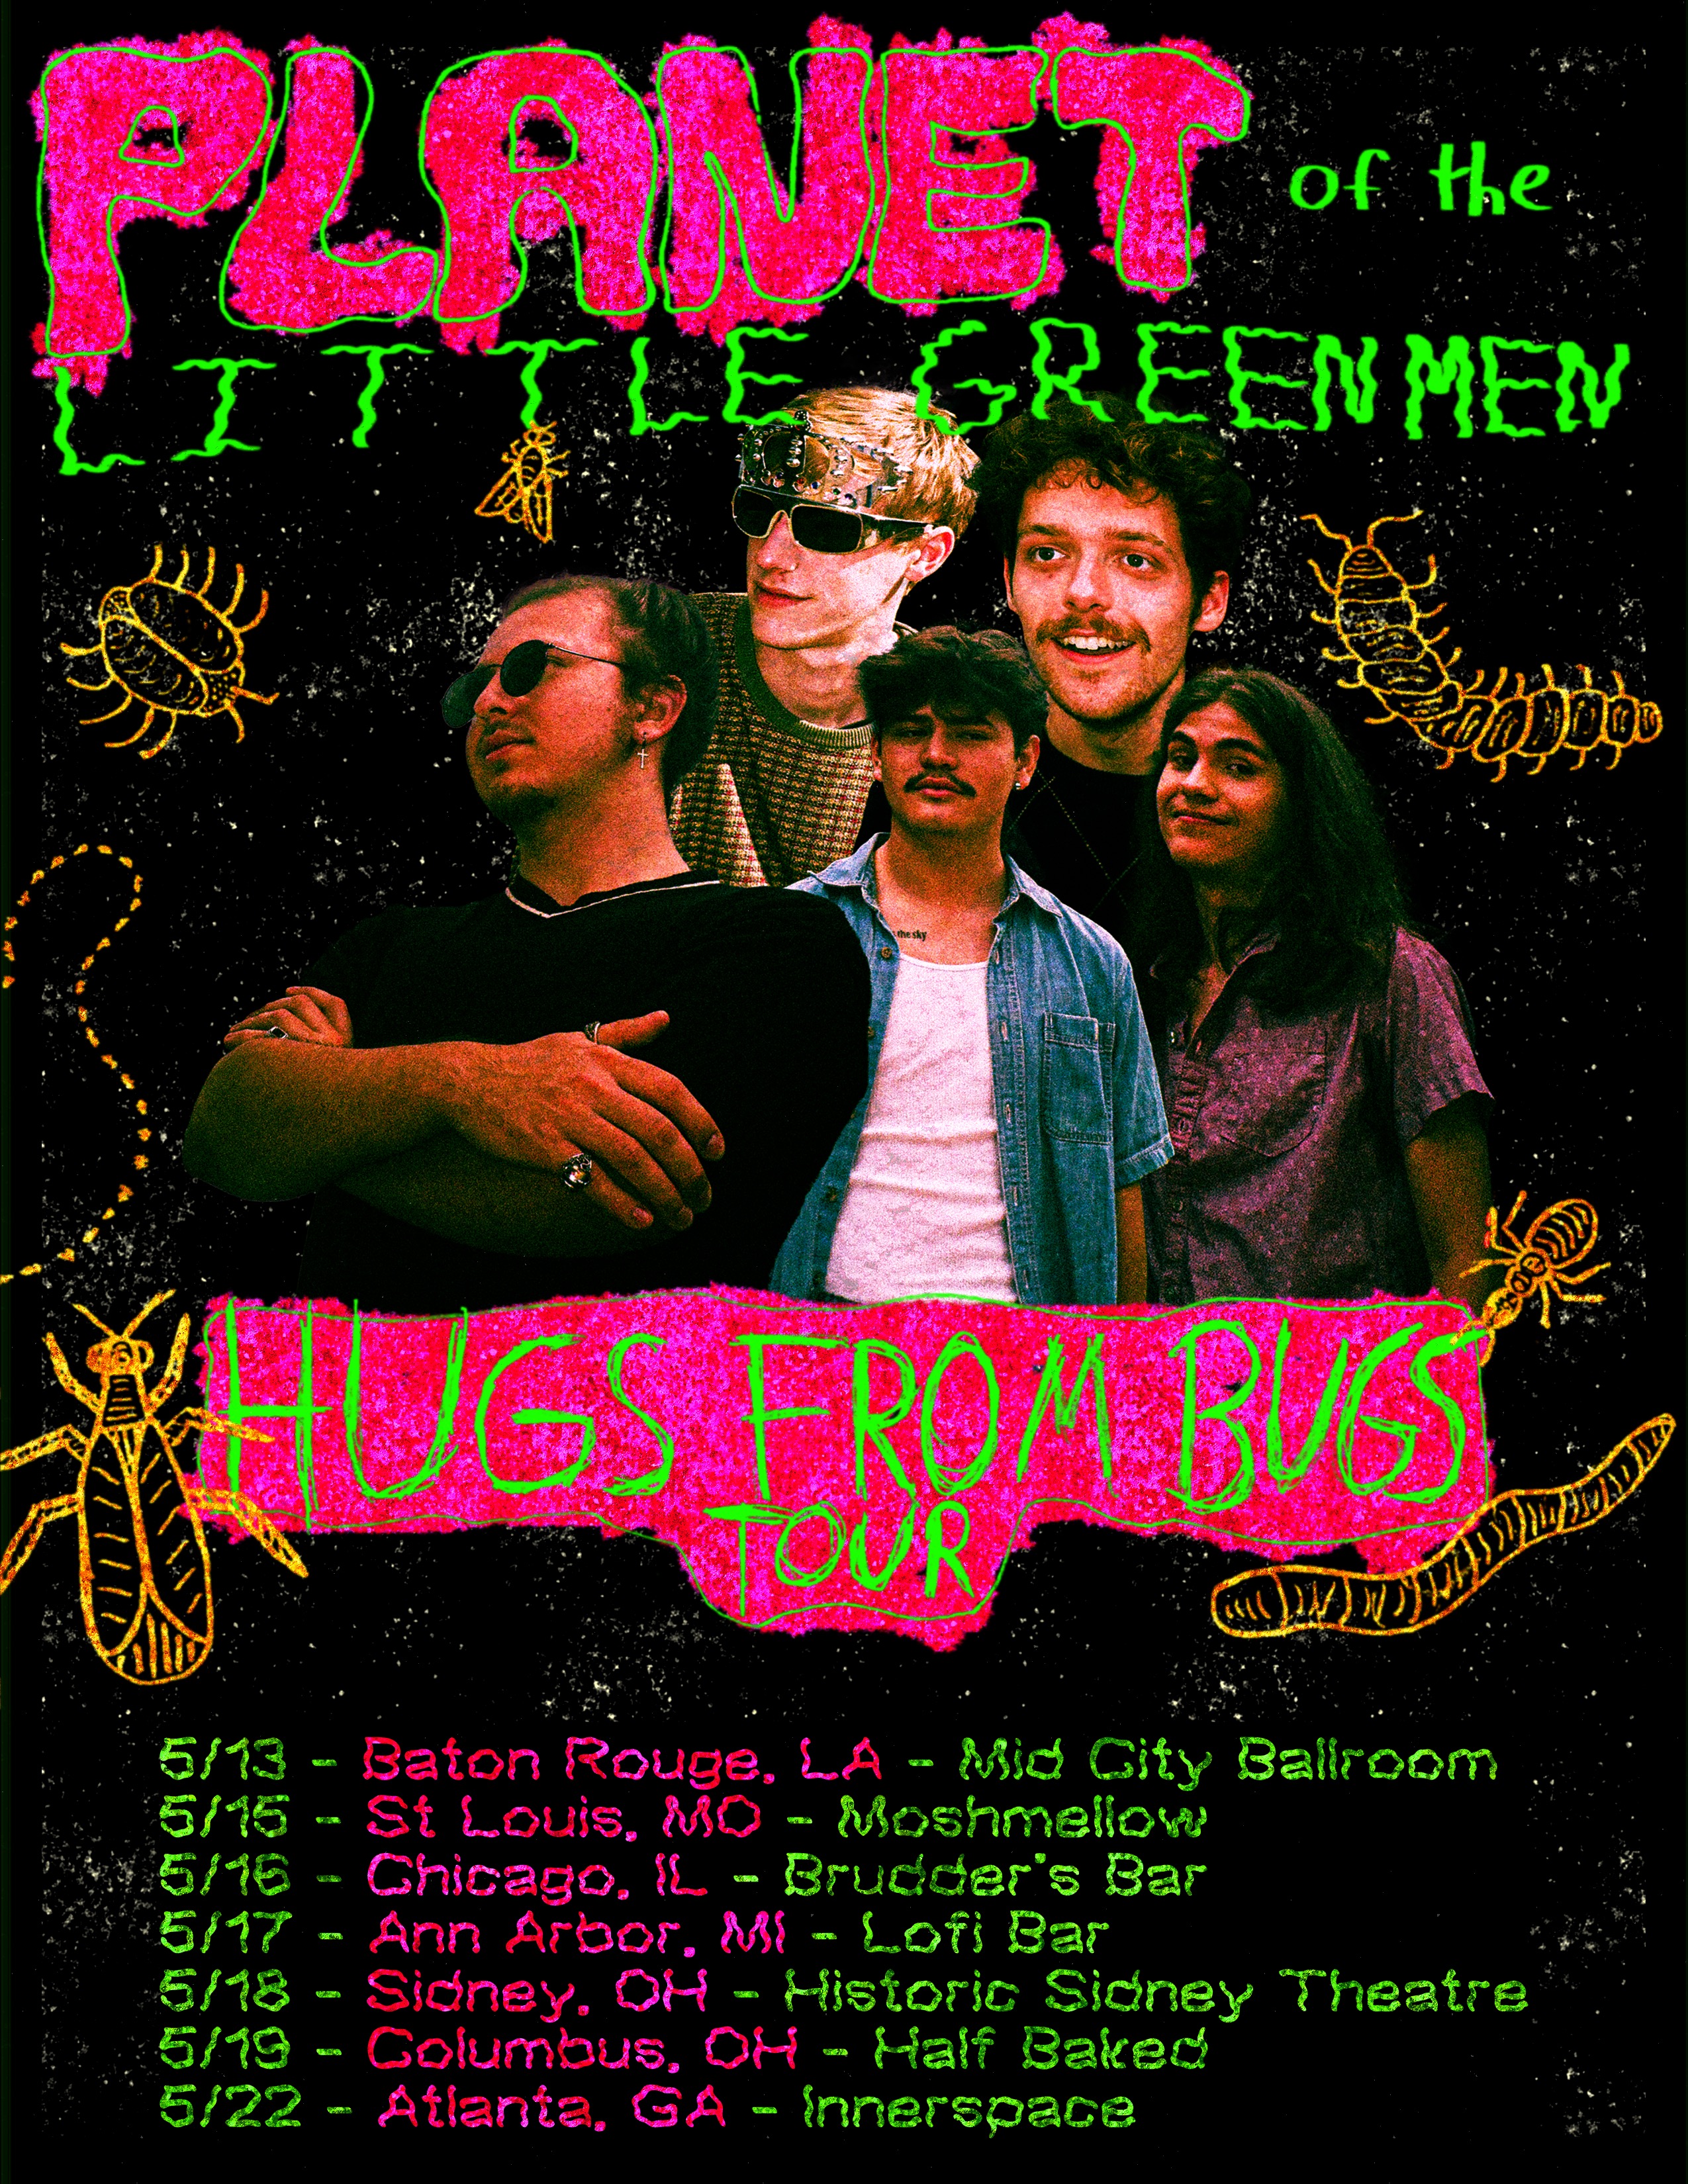 PLANET of the
LITTLE GREEN MEN
the sky
HUGS FROM BUGS
TOUR
5/13 - Baton Rouge, LA - Mid City Ballroom
5/15 - St Louis, MO - Moshmellow
5/16 - Chicago, IL - Brudder's Bar
5/17 - Ann Arbor, MI - Lofi Bar
5/18 - Sidney, OH - Historic Sidney Theatre
5/19 - Columbus, OH - Half Baked
5/22 - Atlanta, GA - Innerspace